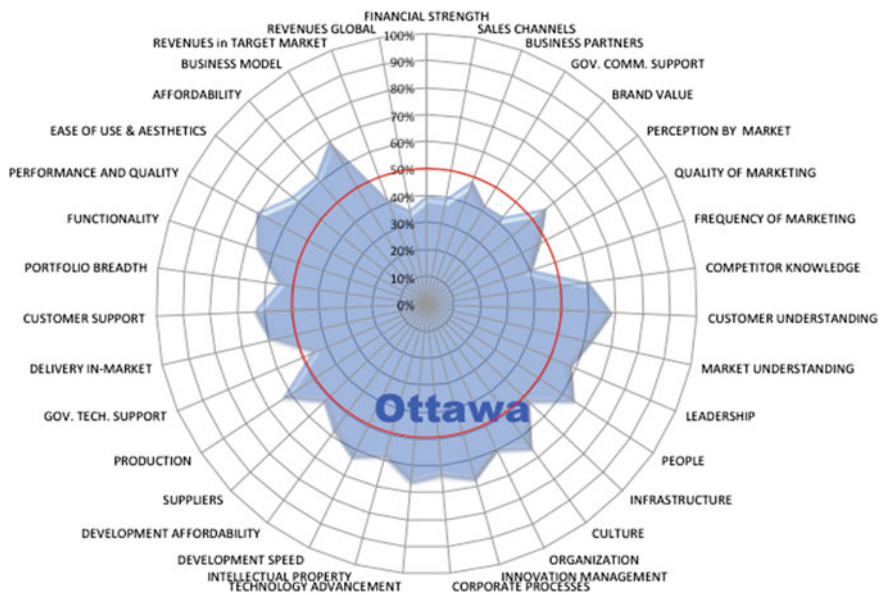 FINANCIAL STRENGTH
SALES CHANNELS
BUSINESS PARTNERS
GOV. COMM. SUPPORT
BRAND VALUE
PERCEPTION BY MARKET
QUALITY OF MARKETING
FREQUENCY OF MARKETING
COMPETITOR KNOWLEDGE
CUSTOMER UNDERSTANDING
MARKET UNDERSTANDING
LEADERSHIP
PEOPLE
INFRASTRUCTURE
CULTURE
ORGANIZATION
INNOVATION MANAGEMENT
CORPORATE PROCESSES
TECHNOLOGY ADVANCEMENT
INTELLECTUAL PROPERTY
DEVELOPMENT SPEED
DEVELOPMENT AFFORDABILITY
SUPPLIERS
PRODUCTION
GOV. TECH. SUPPORT
DELIVERY IN-MARKET
CUSTOMER SUPPORT
PORTFOLIO BREADTH
FUNCTIONALITY
PERFORMANCE AND QUALITY
EASE OF USE & AESTHETICS
AFFORDABILITY
BUSINESS MODEL
REVENUES in TARGET MARKET
REVENUES GLOBAL
100%
90%
80%
70%
60%
50%
40%
30%
20%
10%
0%
Ottawa